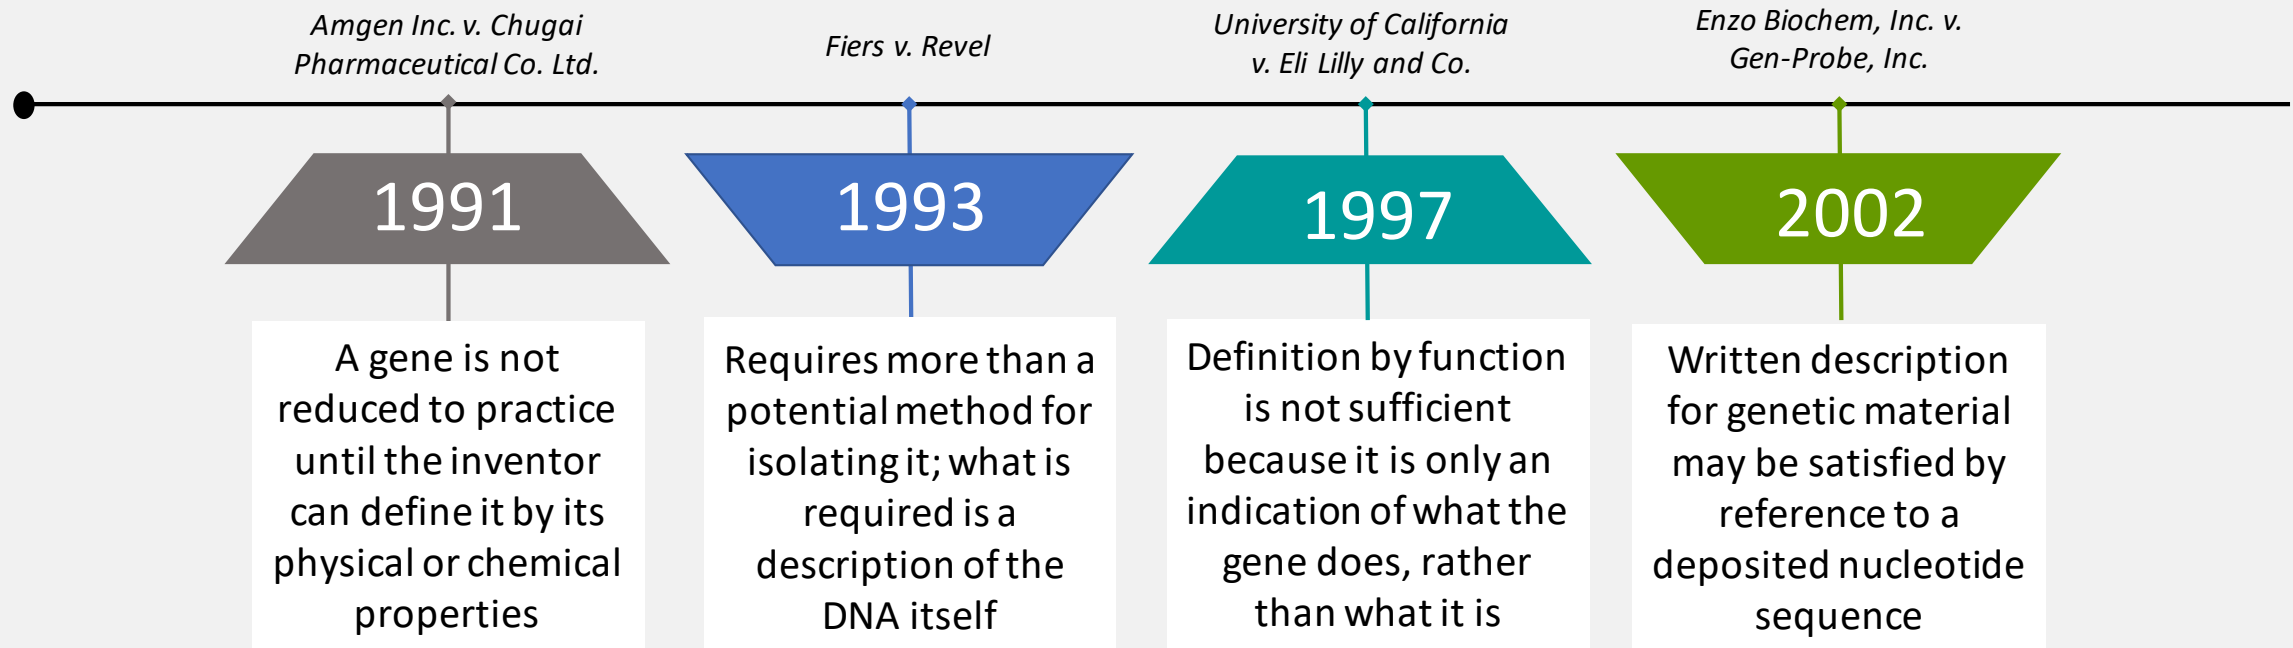 Amgen Inc. v. Chugai
Pharmaceutical Co. Ltd.
Fiers v. Revel
University of California
v. Eli Lilly and Co.
Enzo Biochem, Inc. v.
Gen-Probe, Inc.
1991
1993
1997
2002
A gene is not
reduced to practice
until the inventor
can define it by its
physical or chemical
properties
Requires more than a
potential method for
isolating it; what is
required is a
description of the
DNA itself
Definition by function
is not sufficient
because it is only an
indication of what the
gene does, rather
than what it is
Written description
for genetic material
may be satisfied by
reference to a
deposited nucleotide
sequence